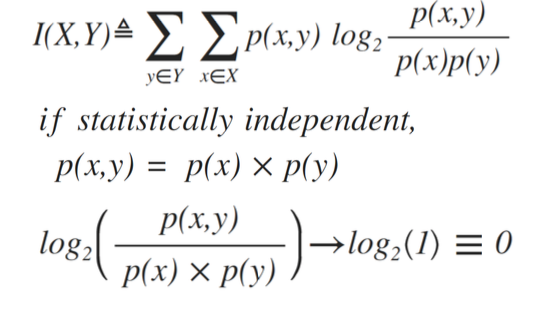 I(X,Y)≜ ∑ y∈Y ∑ x∈X p(x,y) log₂ p(x,y) / p(x)p(y)
if statistically independent,
p(x,y) = p(x) × p(y)
log₂( p(x,y) / p(x) × p(y) )→log₂(1) ≡ 0